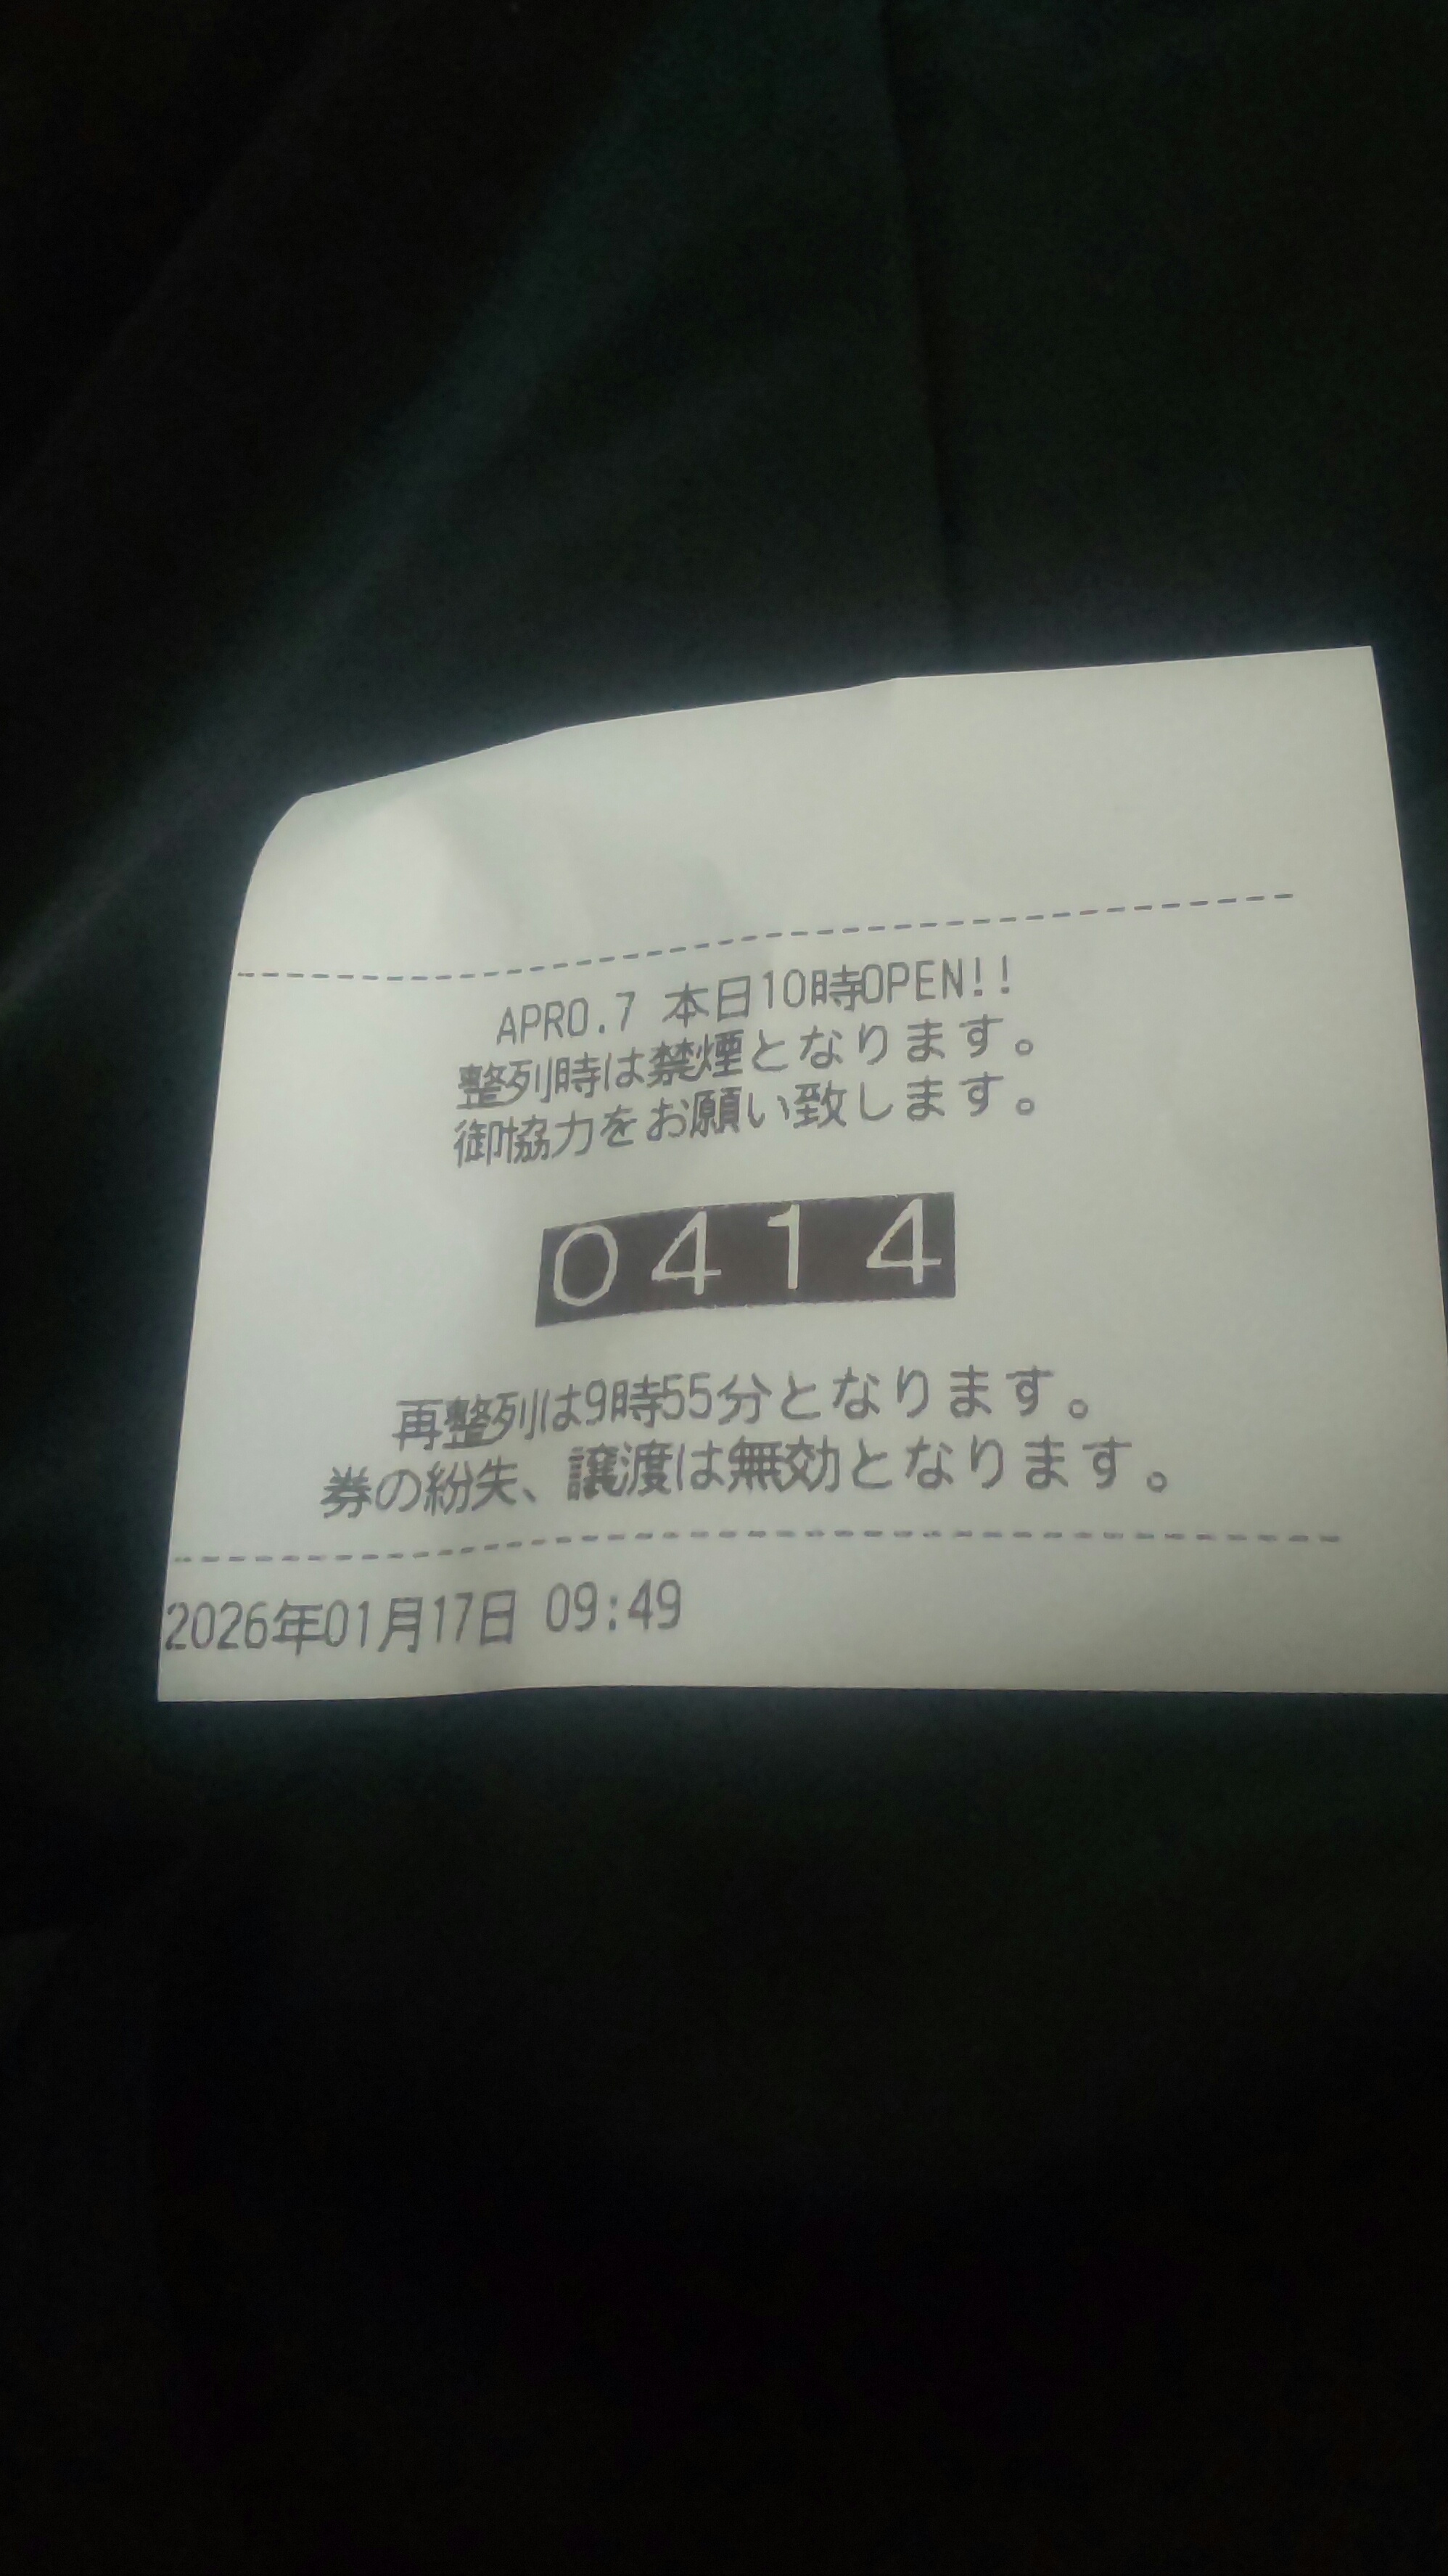 APRO.7 本日10時OPEN!!
整列時は禁煙となります。
御協力をお願い致します。
0414
再整列は9時55分となります。
券の紛失、譲渡は無効となります。
2026年01月17日 09:49